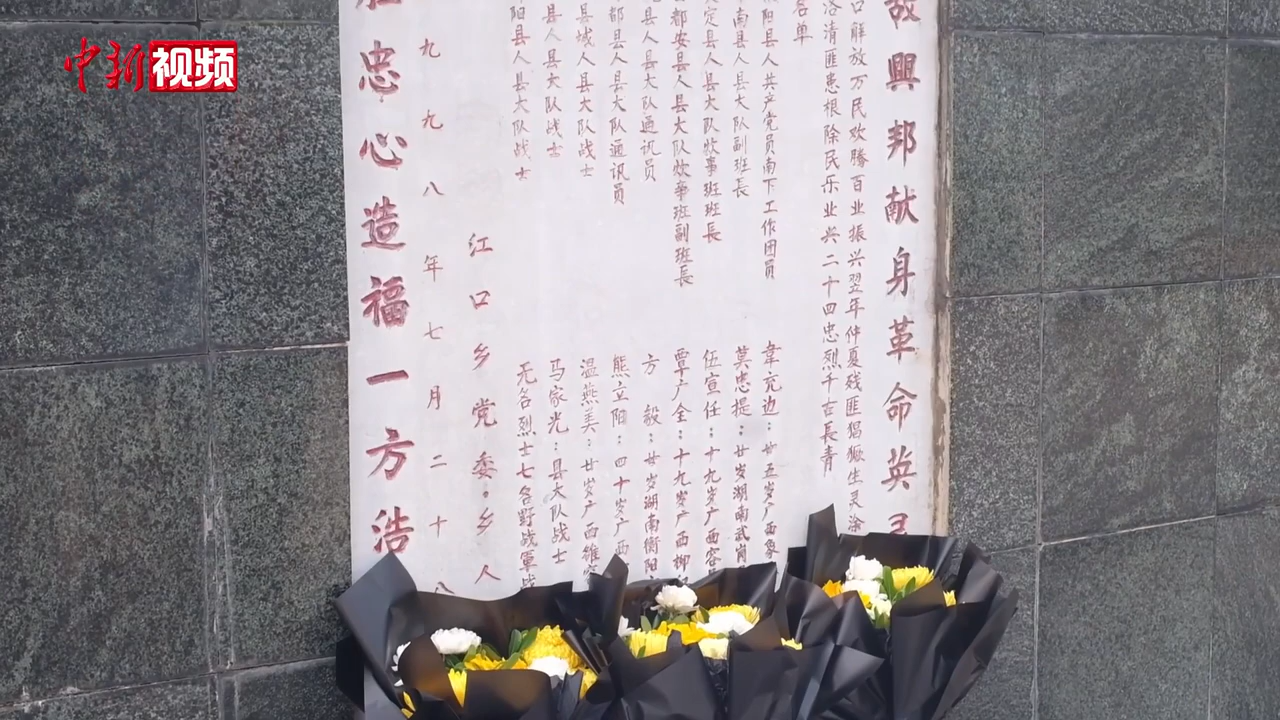 中新视频
興邦献身革命英
口解放万民欢腾百业振兴翌年仲夏残匪猖獗生灵涂
洛清匪患根除民乐业兴二十四忠烈千古長青
名单
阳县人共产党员南下工作团员
韋克边：廿五岁广西象
南县人县大队副班長
莫忠提：廿岁湖南武岗
定县人县大队炊事班班長
伍宣任：十九岁广西容
都安县人县大队炊事班副班長
覃广全：十九岁广西柳
县人县大队通讯员
方毅：廿岁湖南衡阳
都县人县大队通讯员
熊立阳：四十岁广西
县城人县大队战士
温燕美：廿岁广西雒容
县人县大队战士
马家光：县大队战士
阳县人县大队战士
无名烈士七名野战軍战
江口乡党委·乡人
九九八年七月二十八
忠心造福一方浩